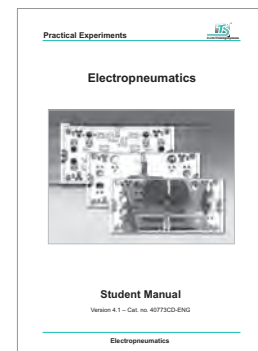 Practical Experiments
Electropneumatics
Student Manual
Version 4.1 – Cat. no. 40773CD-ENG
Electropneumatics